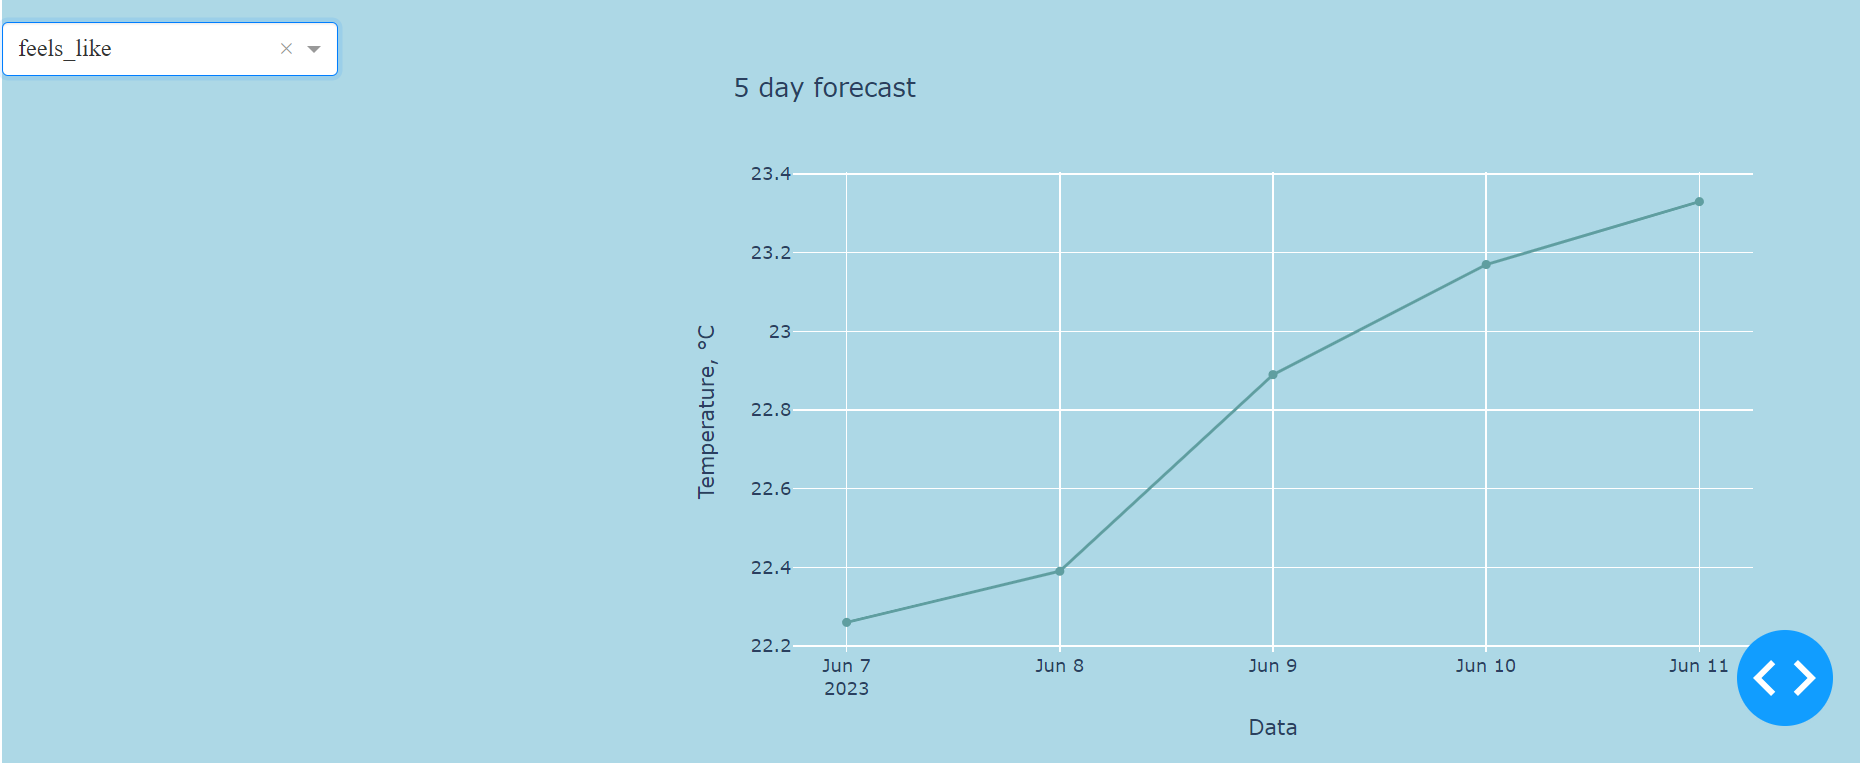 feels_like
5 day forecast
23.4
23.2
23
22.8
22.6
22.4
22.2
Temperature, °C
Jun 7
2023
Jun 8
Jun 9
Jun 10
Jun 11
Data